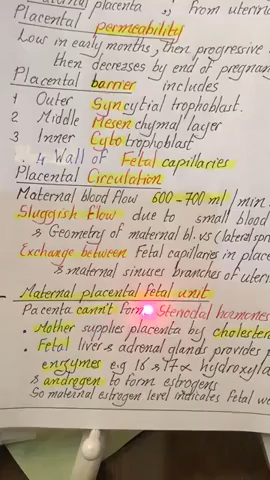 Maternal placenta ,, from uterin
Placental permeability
Low in early months, then progressive
then decreases by end of pregnan
Placental barrier includes
1 Outer Syncytial trophoblast.
2 Middle Mesenchymal layer
3 Inner Cytotrophoblast
4 Wall of Fetal capillaries
Placental Circulation
Maternal blood flow 600-700 ml/min.
Sluggish Flow due to small blood
& Geometry of maternal bl. vs (lateral spr
Exchange between Fetal capillaries in place
& maternal sinuses branches of uteri
Maternal placental fetal unit
Pacenta cann't form Steriodal hormones
• Mother supplies placenta by cholester
• Fetal liver & adrenal glands provides p
enzymes e.g 16 & 17α hydroxyla
& androgen to form estrogens
So maternal estrogen level indicates Fetal we